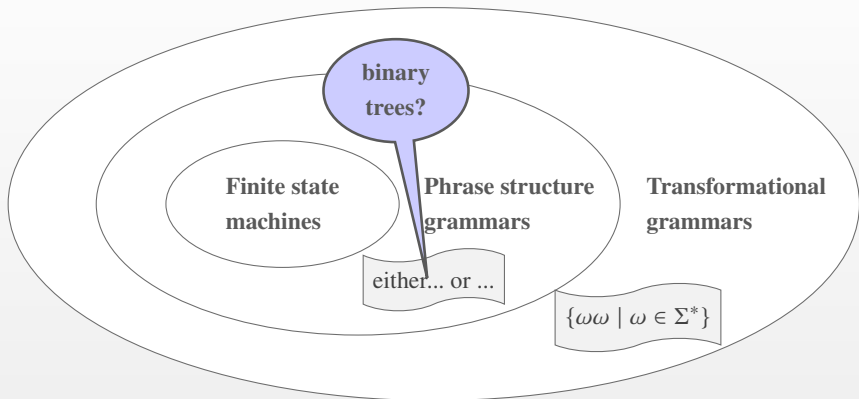 binary
trees?
Finite state
machines
Phrase structure
grammars
Transformational
grammars
either... or ...
{ωω | ω ∈ Σ*}